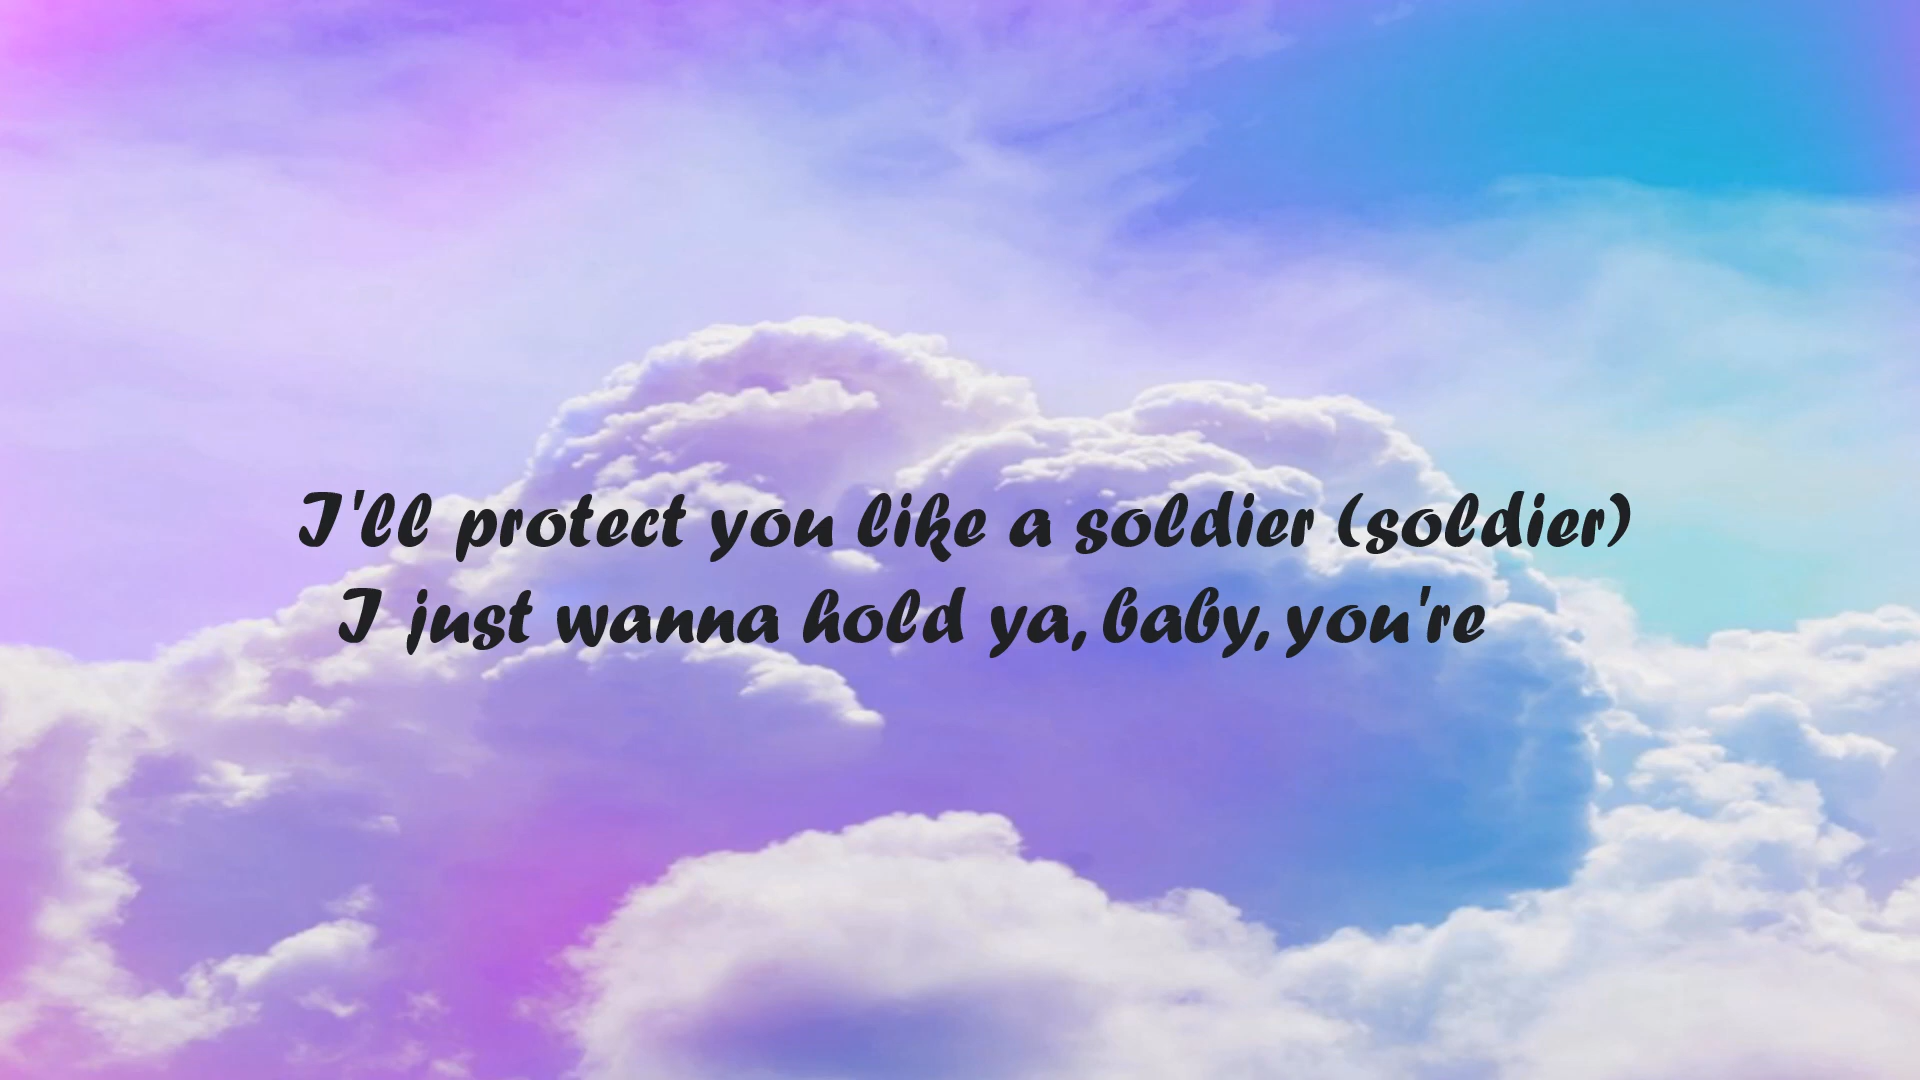 I'll protect you like a soldier (soldier)
I just wanna hold ya, baby, you're